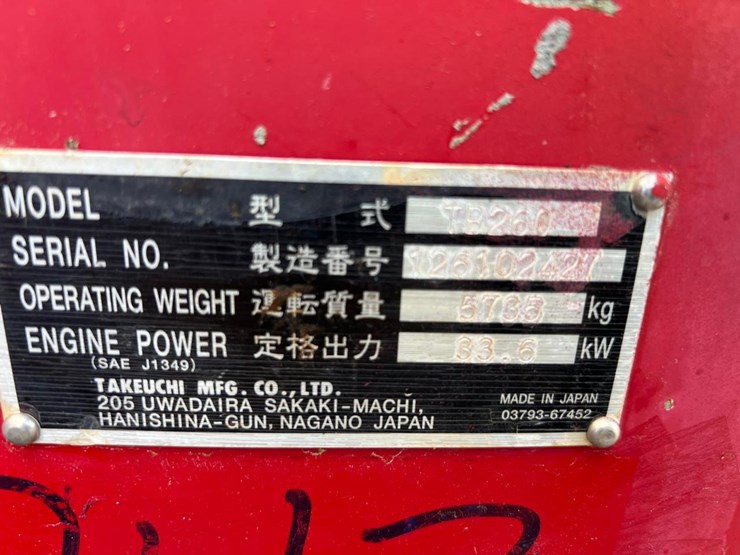 MODEL 型式 TB260
SERIAL NO. 製造番号 126102427
OPERATING WEIGHT 運転質量 kg
ENGINE POWER 定格出力 33.6 kW
(SAE J1349)
TAKEUCHI MFG. CO., LTD.
205 UWADAIRA SAKAKI-MACHI,
HANISHINA-GUN, NAGANO JAPAN
MADE IN JAPAN
03793-67452